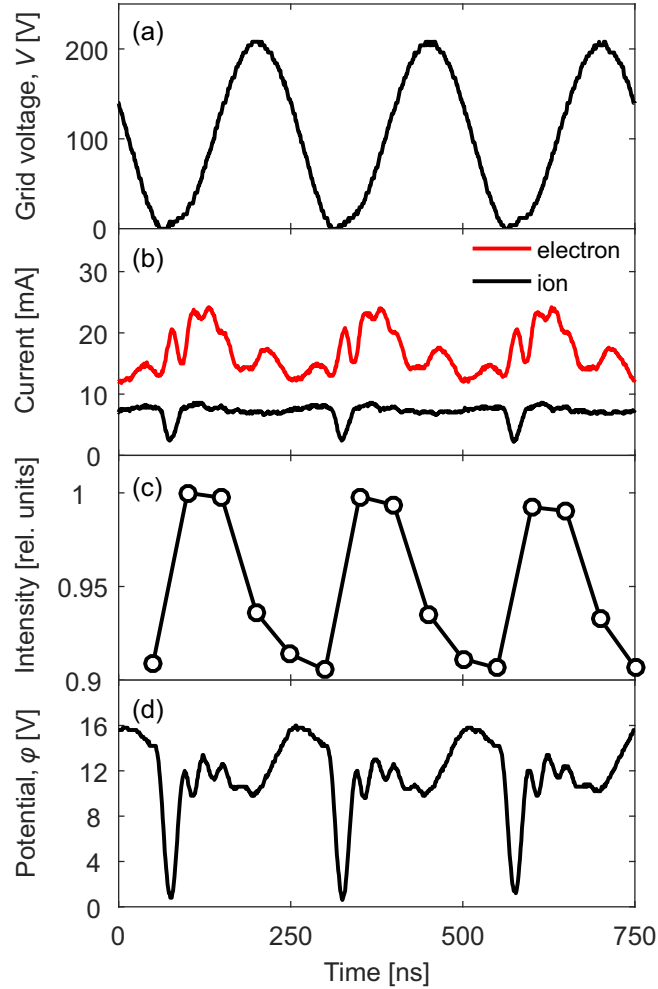 (a)
Grid voltage, V [V]
200
100
0
(b)
electron
ion
Current [mA]
30
20
10
0
(c)
Intensity [rel. units]
1
0.95
0.9
(d)
Potential, φ [V]
16
12
8
4
0
0 250 500 750
Time [ns]